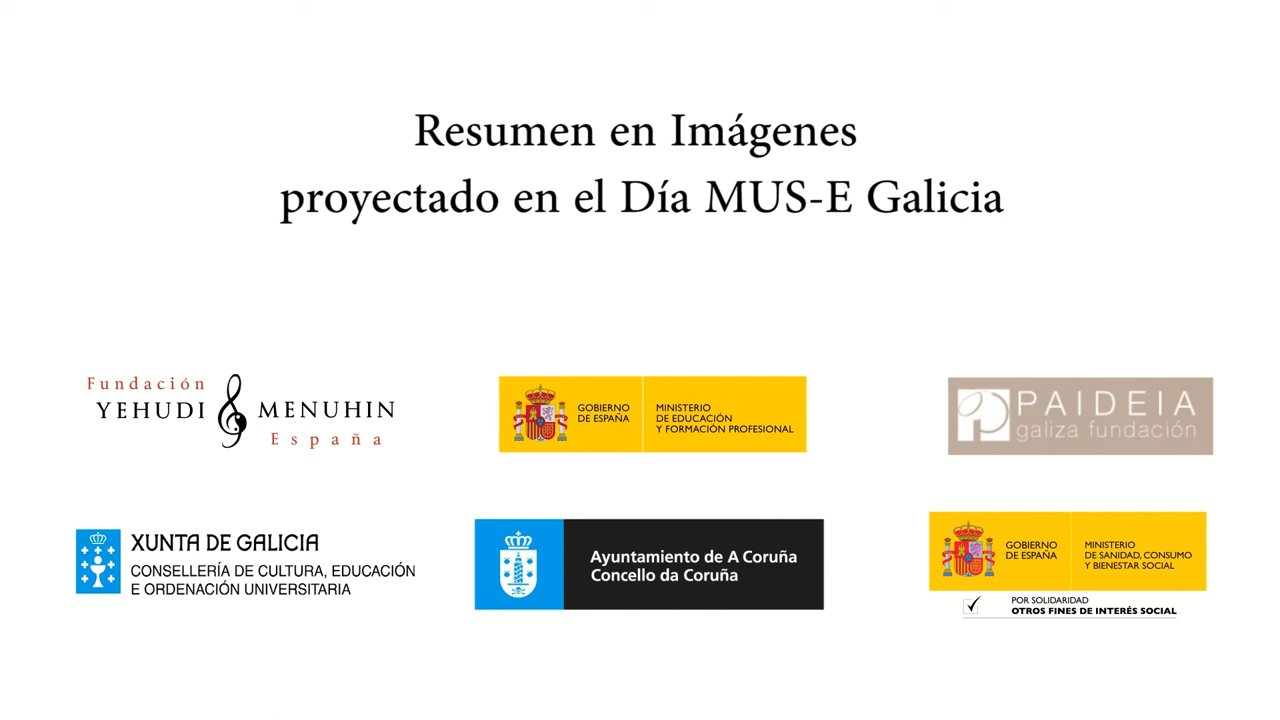 Resumen en Imágenes
proyectado en el Día MUS-E Galicia
Fundación
YEHUDI MENUHIN
España
GOBIERNO
DE ESPAÑA
MINISTERIO
DE EDUCACIÓN
Y FORMACIÓN PROFESIONAL
PAIDEIA
galiza fundación
XUNTA DE GALICIA
CONSELLERÍA DE CULTURA, EDUCACIÓN
E ORDENACIÓN UNIVERSITARIA
Ayuntamiento de A Coruña
Concello da Coruña
GOBIERNO
DE ESPAÑA
MINISTERIO
DE SANIDAD, CONSUMO
Y BIENESTAR SOCIAL
POR SOLIDARIDAD
OTROS FINES DE INTERÉS SOCIAL